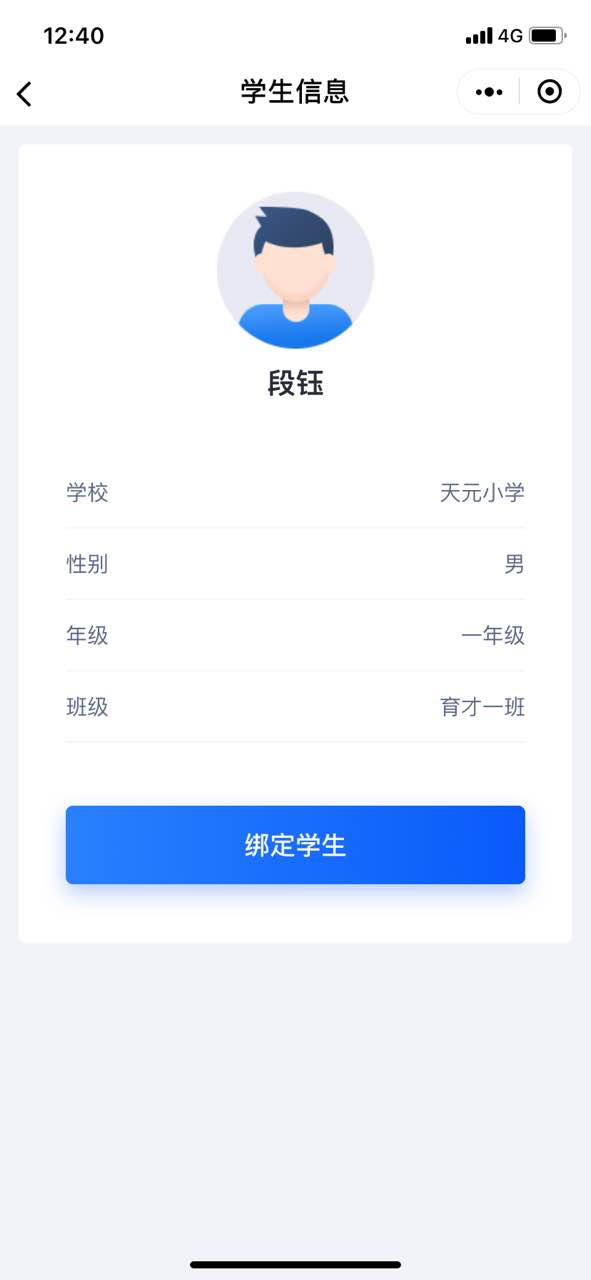 12:40
4G
学生信息
段钰
学校 天元小学
性别 男
年级 一年级
班级 育才一班
绑定学生